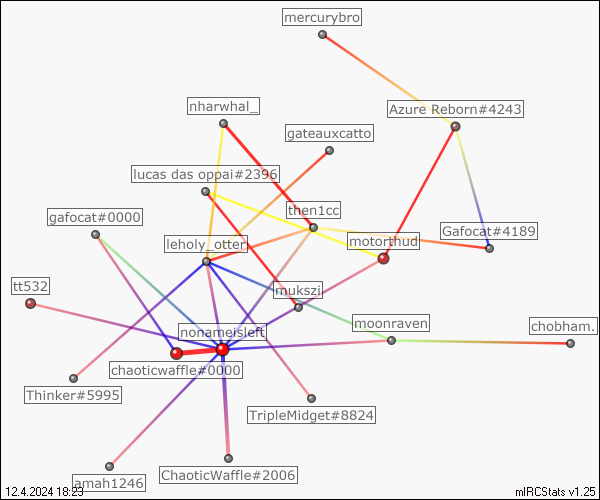 mercurybro
nharwhal_
Azure Reborn#4243
gateauxcatto
lucas das oppai#2396
gafocat#0000
then1cc
leholy_otter
motorthud
Gafocat#4189
tt532
mukszi
nonameisleft
moonraven
chobham.
chaoticwaffle#0000
Thinker#5995
TripleMidget#8824
amah1246
ChaoticWaffle#2006
12.4.2024 18:23
mIRCStats v1.25